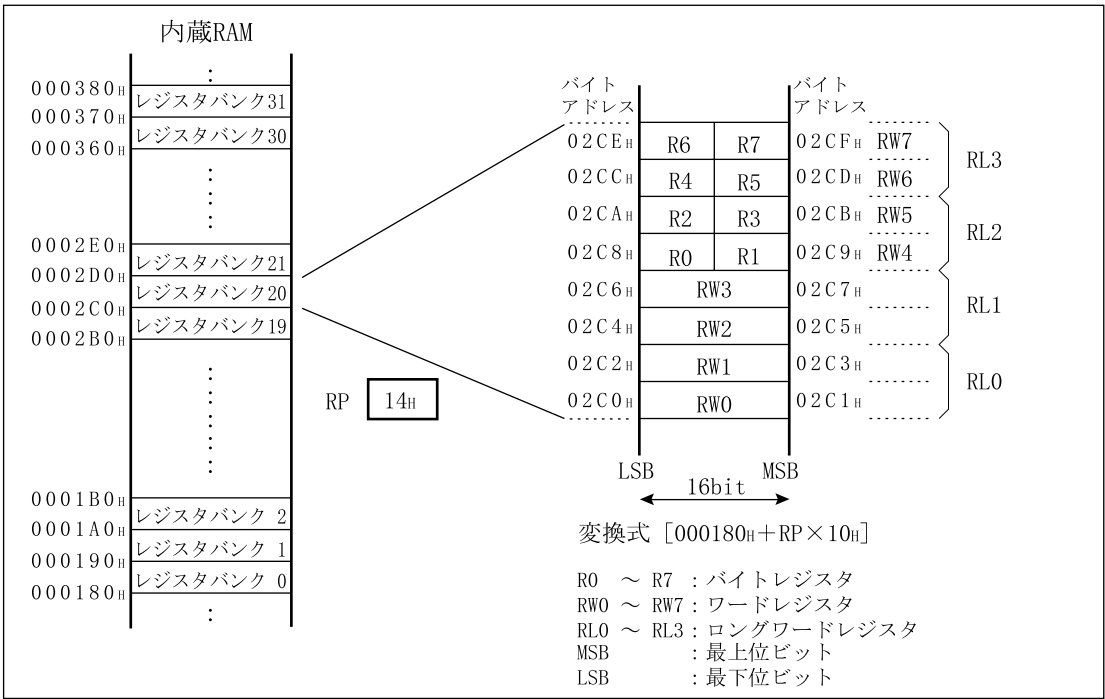 内蔵RAM
000380H
レジスタバンク31
000370H
レジスタバンク30
000360H
0002E0H
レジスタバンク21
0002D0H
レジスタバンク20
0002C0H
レジスタバンク19
0002B0H
0001B0H
レジスタバンク 2
0001A0H
レジスタバンク 1
000190H
レジスタバンク 0
000180H
RP 14H
バイト
アドレス
バイト
アドレス
02CEH R6 R7 02CFH RW7
RL3
02CCH R4 R5 02CDH RW6
02CAH R2 R3 02CBH RW5
RL2
02C8H R0 R1 02C9H RW4
02C6H RW3 02C7H
RL1
02C4H RW2 02C5H
02C2H RW1 02C3H
RL0
02C0H RW0 02C1H
LSB MSB
16bit
変換式 [000180H+RP×10H]
R0 ~ R7 : バイトレジスタ
RW0 ~ RW7 : ワードレジスタ
RL0 ~ RL3 : ロングワードレジスタ
MSB : 最上位ビット
LSB : 最下位ビット